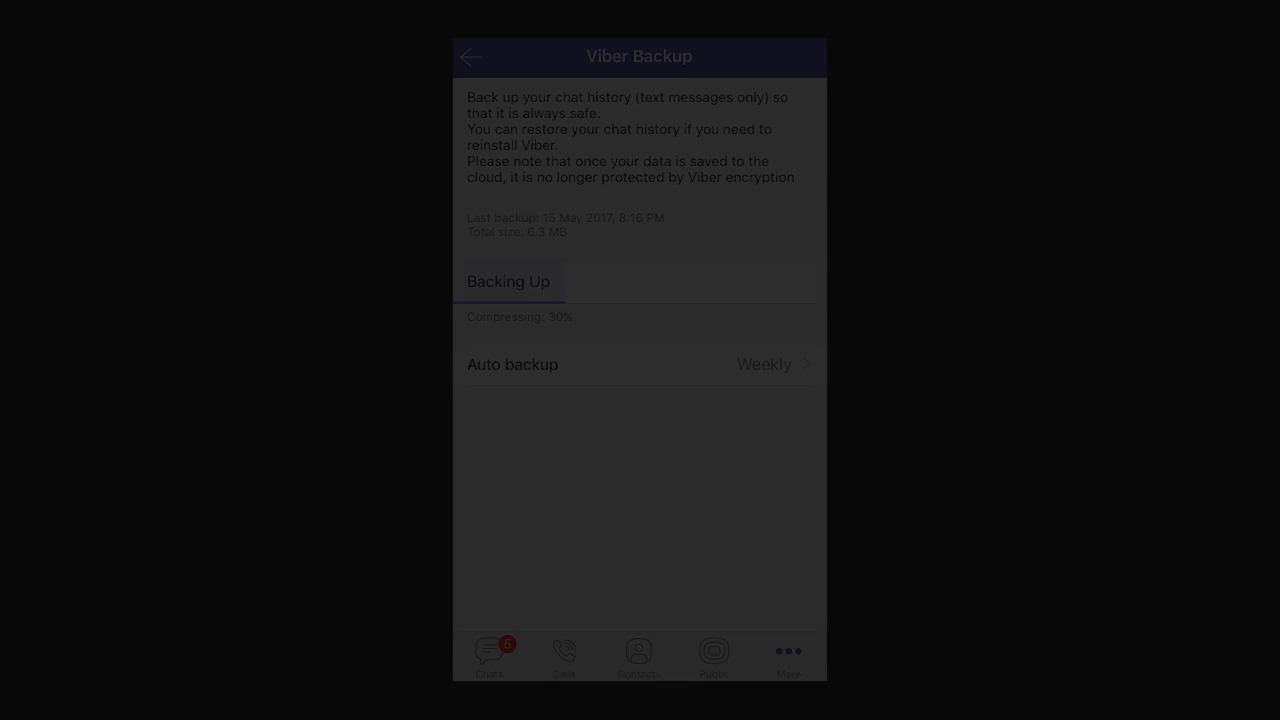 Viber Backup
Back up your chat history (text messages only) so
that it is always safe.
You can restore your chat history if you need to
reinstall Viber.
Please note that once your data is saved to the
cloud, it is no longer protected by Viber encryption
Last backup: 15 May 2017, 8:16 PM
Total size: 6.3 MB
Backing Up
Compressing: 30%
Auto backup Weekly
5
Chats Calls Contacts Public More